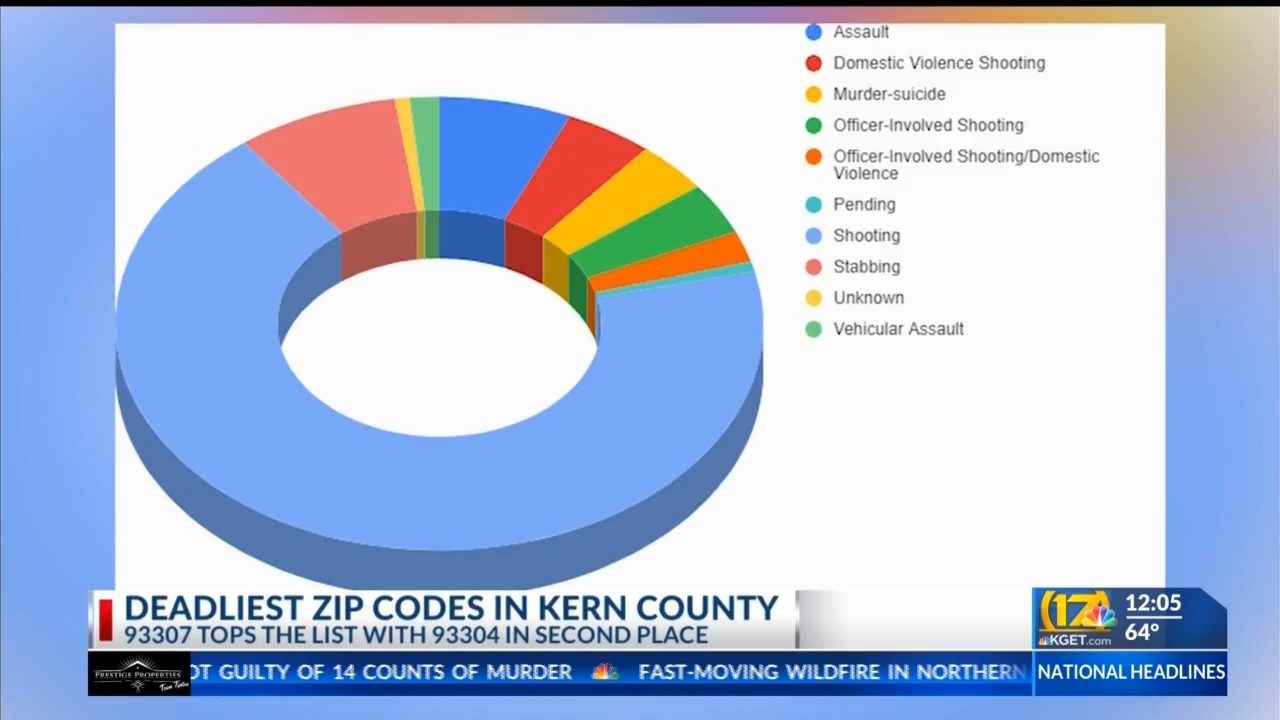 Assault
Domestic Violence Shooting
Murder-suicide
Officer-Involved Shooting
Officer-Involved Shooting/Domestic
Violence
Pending
Shooting
Stabbing
Unknown
Vehicular Assault
DEADLIEST ZIP CODES IN KERN COUNTY
93307 TOPS THE LIST WITH 93304 IN SECOND PLACE
17
KGET.com
12:05
64°
PRESTIGE PROPERTIES
OT GUILTY OF 14 COUNTS OF MURDER FAST-MOVING WILDFIRE IN NORTHERN
NATIONAL HEADLINES